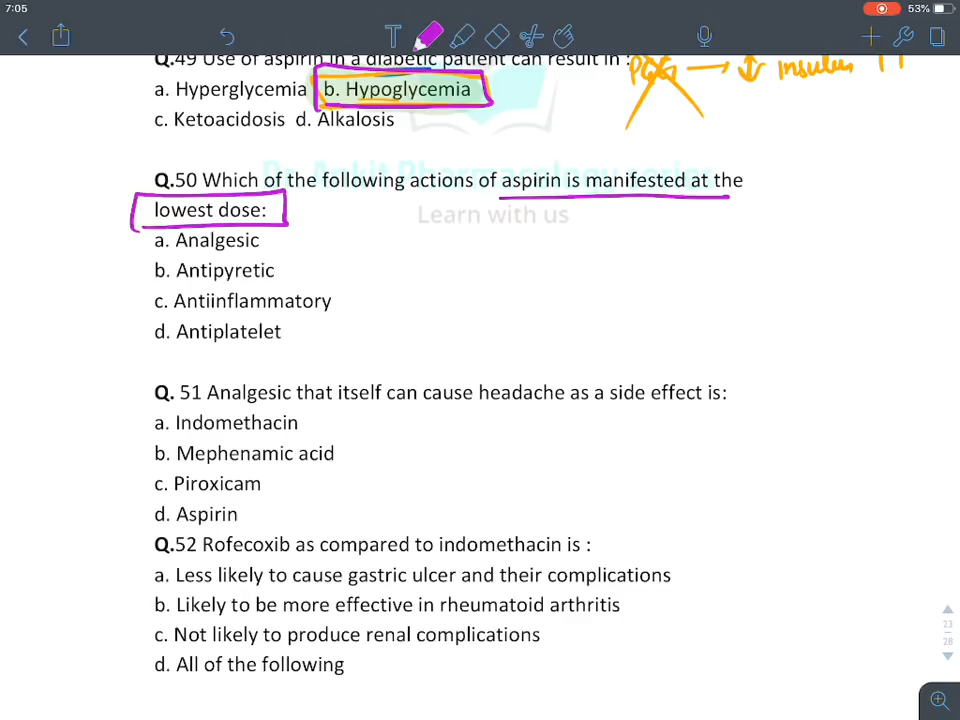 7:05
53%
Q.49 Use of aspirin in a diabetic patient can result in :
a. Hyperglycemia b. Hypoglycemia
c. Ketoacidosis d. Alkalosis
insulin
Q.50 Which of the following actions of aspirin is manifested at the
lowest dose:
Learn with us
a. Analgesic
b. Antipyretic
c. Antiinflammatory
d. Antiplatelet
Q. 51 Analgesic that itself can cause headache as a side effect is:
a. Indomethacin
b. Mephenamic acid
c. Piroxicam
d. Aspirin
Q.52 Rofecoxib as compared to indomethacin is :
a. Less likely to cause gastric ulcer and their complications
b. Likely to be more effective in rheumatoid arthritis
c. Not likely to produce renal complications
d. All of the following
23
28